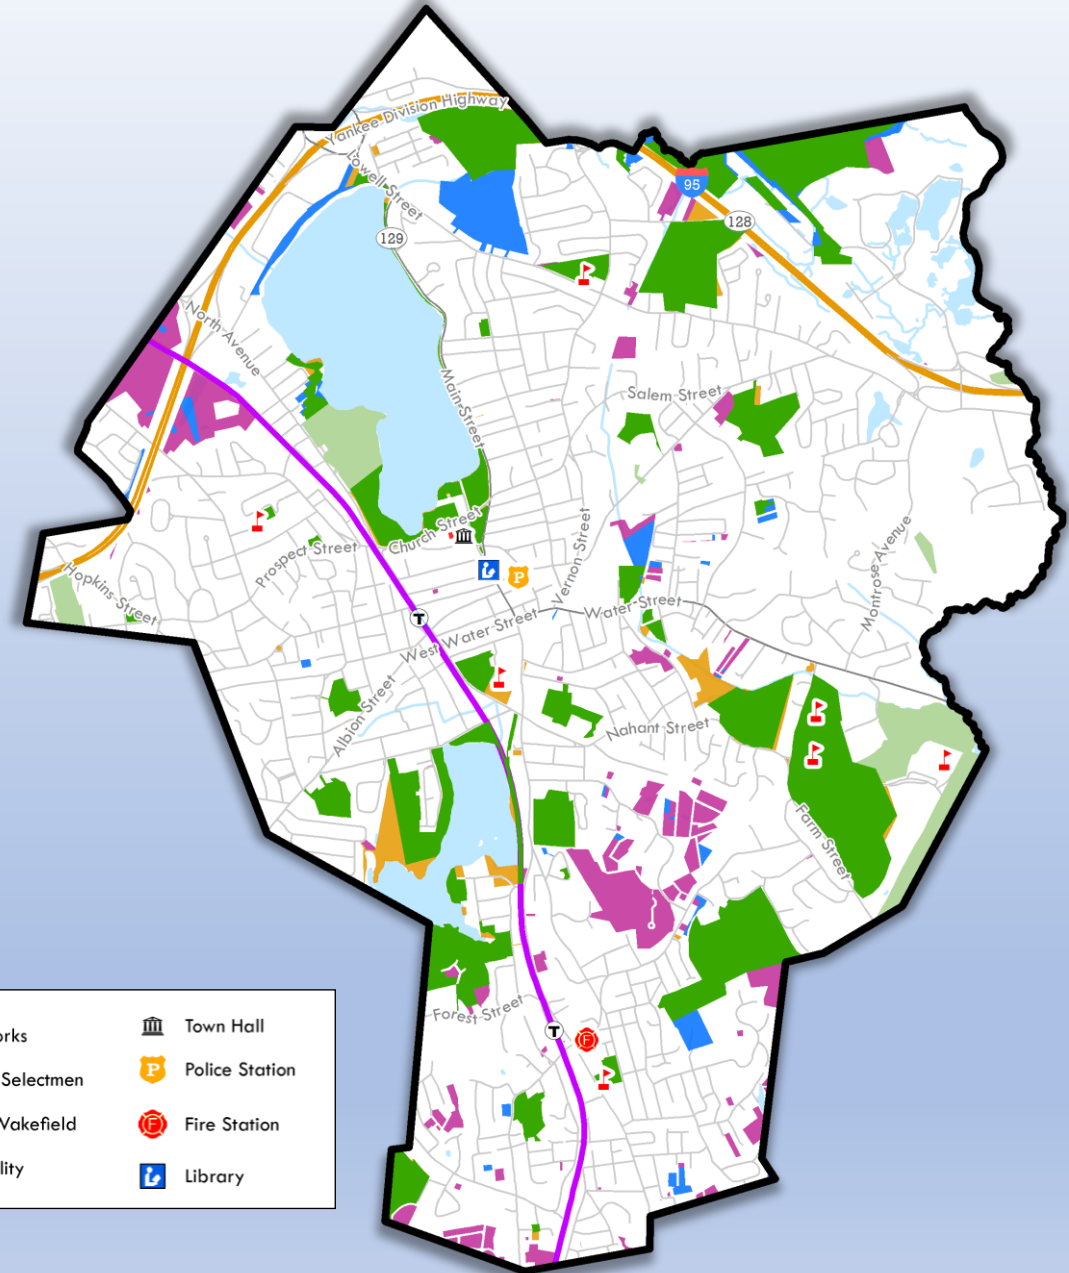 Yankee Division Highway
Lowell Street
95
128
129
North Avenue
Main Street
Salem Street
Church Street
Prospect Street
Vernon Street
Montrose Avenue
Hopkins Street
P
Water Street
T
West Water Street
Albion Street
Nahant Street
Farm Street
Forest Street
T
F
orks
Town Hall
Selectmen
P
Police Station
Wakefield
F
Fire Station
lity
Library